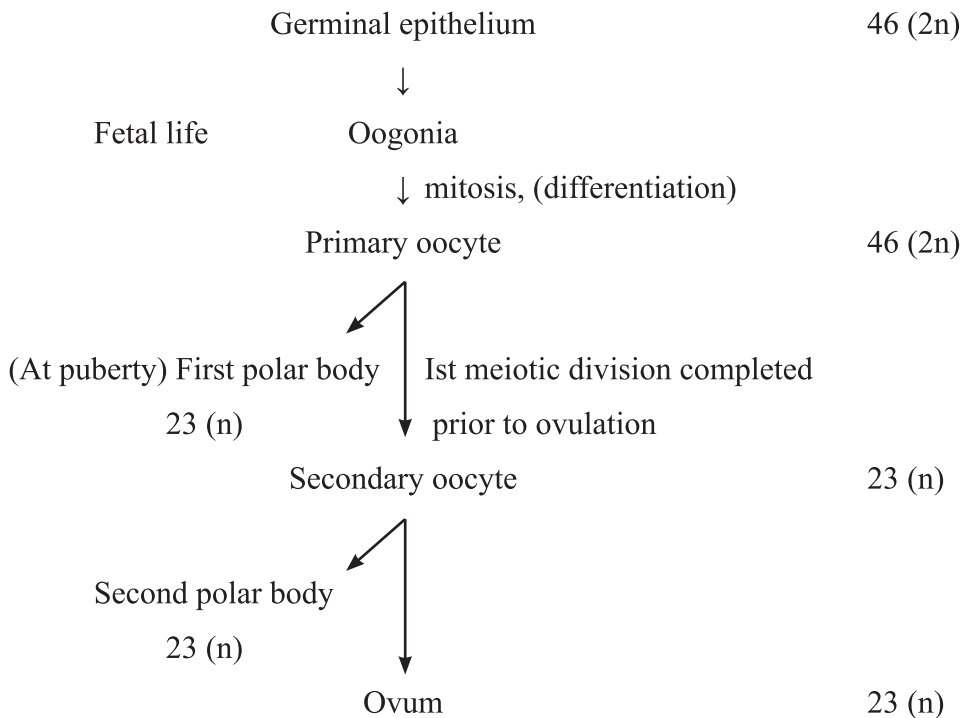 Germinal epithelium 46 (2n)
↓
Fetal life Oogonia
↓ mitosis, (differentiation)
Primary oocyte 46 (2n)
(At puberty) First polar body Ist meiotic division completed
23 (n) prior to ovulation
Secondary oocyte 23 (n)
Second polar body
23 (n)
Ovum 23 (n)